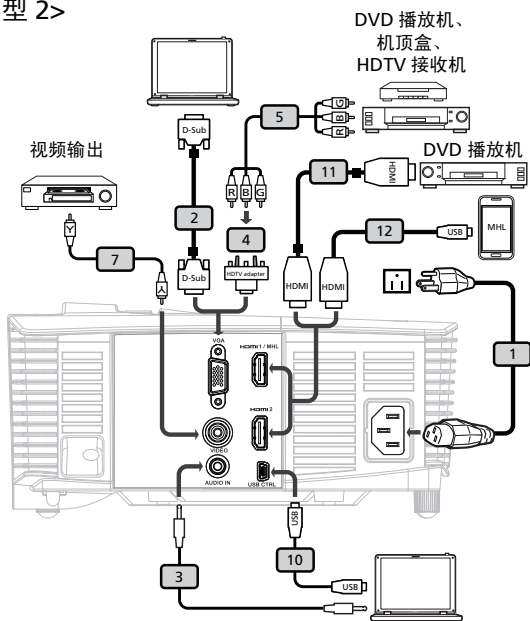 型 2>
DVD 播放机、
机顶盒、
HDTV 接收机
D-Sub
5
G
B
R
视频输出
DVD 播放机
11
HDMI
R
B
G
2
4
12
USB
MHL
Y
7
Y
D-Sub
HDTV adapter
HDMI
HDMI
VGA
HDMI 1 / MHL
1
HDMI 2
VIDEO
AUDIO IN
USB CTRL
USB
3
10
USB